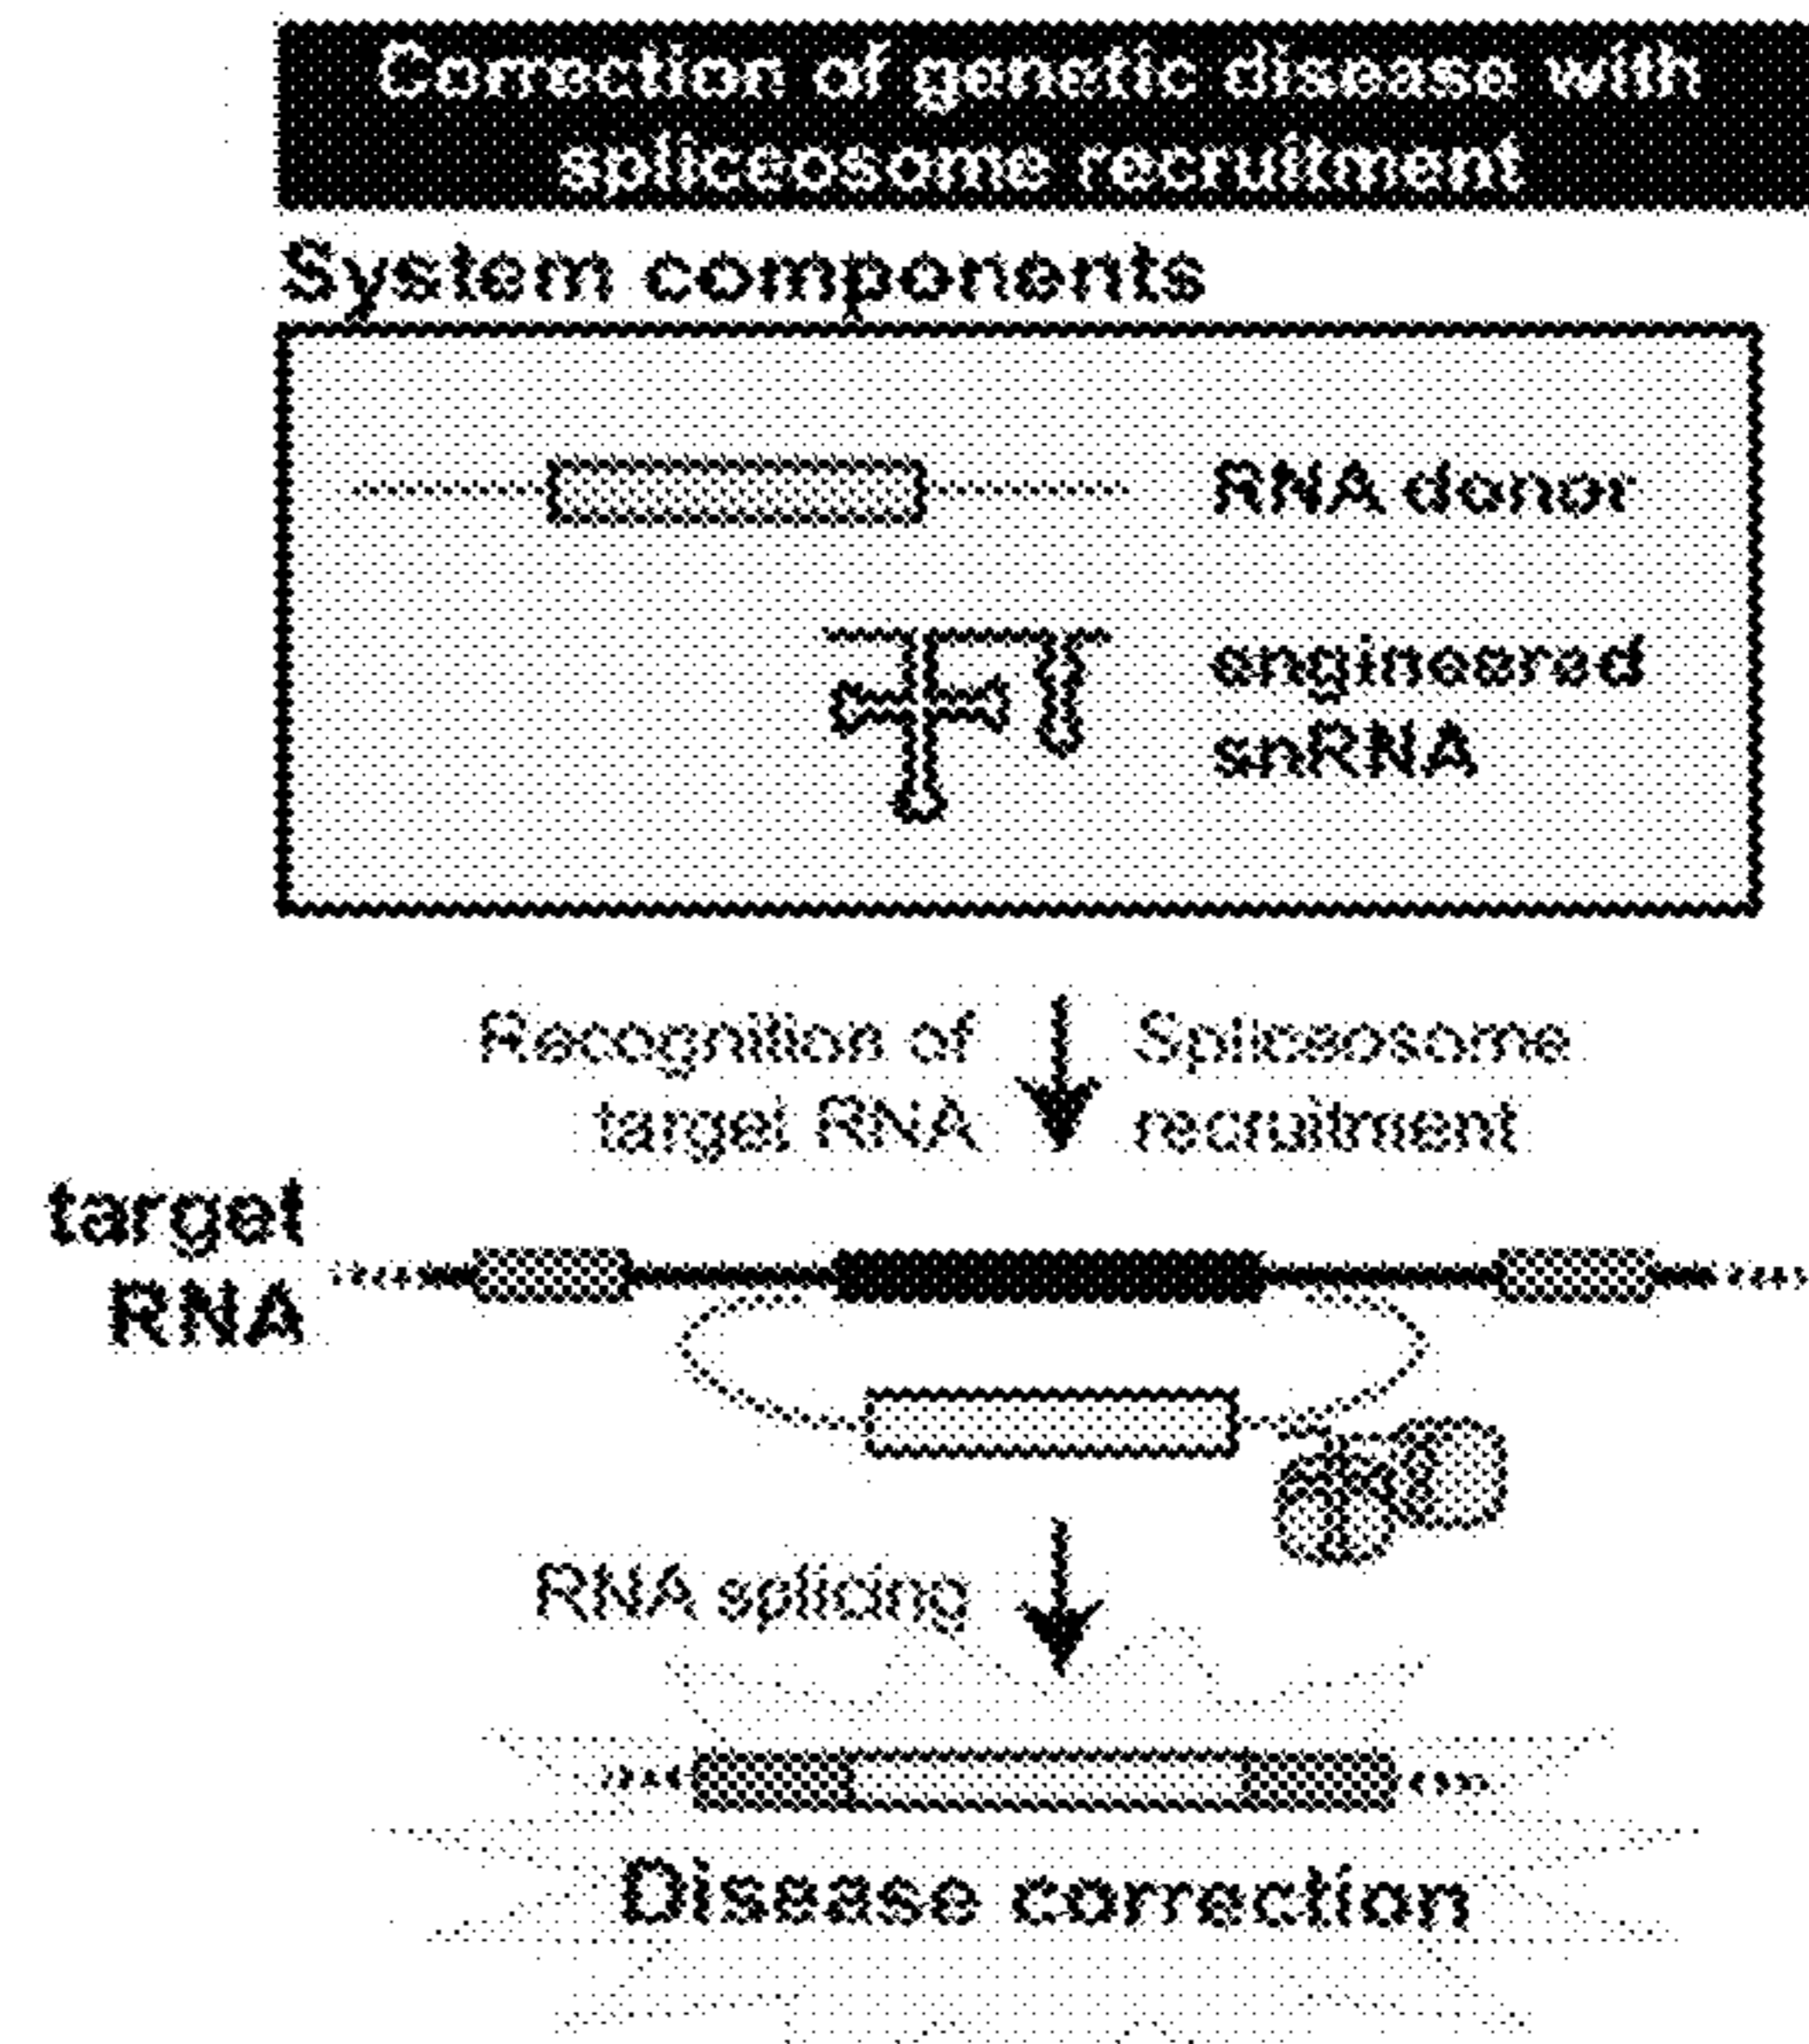 Correction of genetic disease with
spliceosome recruitment
System components
RNA donor
engineered
snRNA
Recognition of
target RNA
Spliceosome
recruitment
target
RNA
RNA splicing
Disease correction